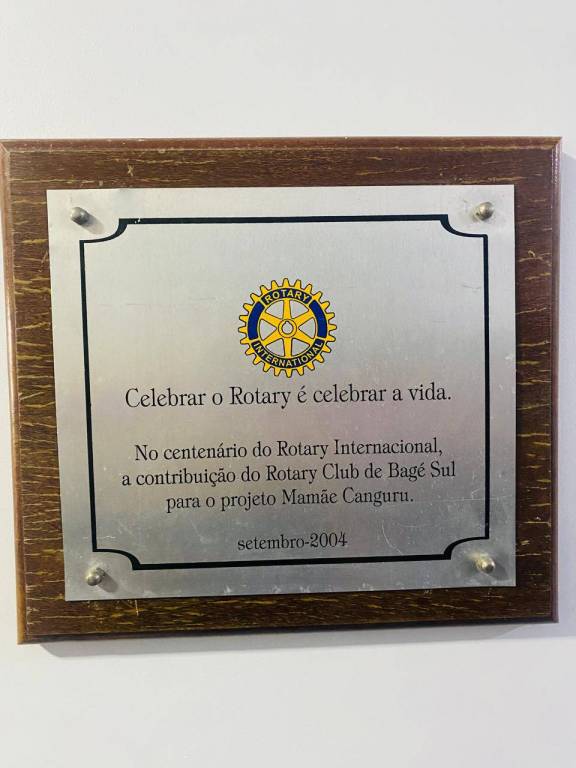 ROTARY
INTERNATIONAL
Celebrar o Rotary é celebrar a vida.
No centenário do Rotary Internacional,
a contribuição do Rotary Club de Bagé Sul
para o projeto Mamãe Canguru.
setembro-2004